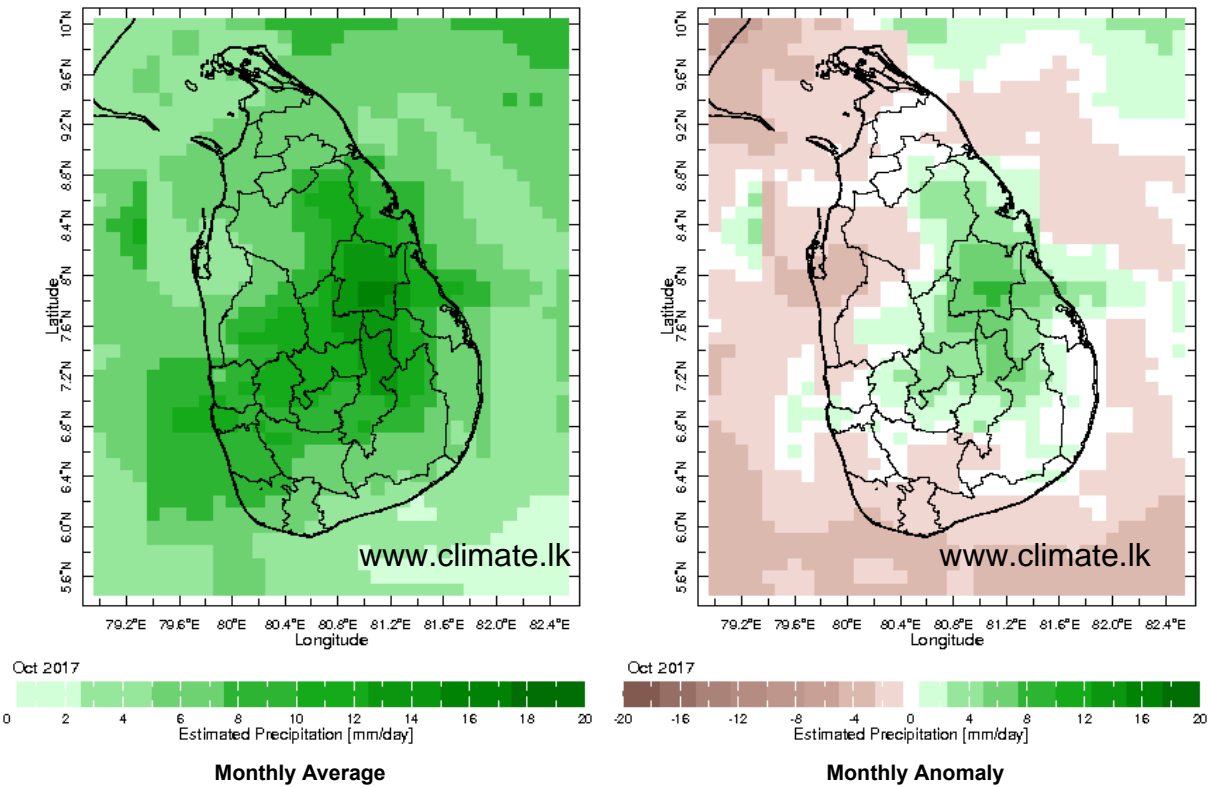 10°N
9.6°N
9.2°N
8.8°N
8.4°N
8°N
7.6°N
7.2°N
6.8°N
6.4°N
6.0°N
5.6°N
Latitude
www.climate.lk
79.2°E 79.6°E 80°E 80.4°E 80.8°E 81.2°E 81.6°E 82.0°E 82.4°E
Longitude
Oct 2017
0 2 4 6 8 10 12 14 16 18 20
Estimated Precipitation [mm/day]
Monthly Average
10°N
9.6°N
9.2°N
8.8°N
8.4°N
8°N
7.6°N
7.2°N
6.8°N
6.4°N
6.0°N
5.6°N
Latitude
www.climate.lk
79.2°E 79.6°E 80°E 80.4°E 80.8°E 81.2°E 81.6°E 82.0°E 82.4°E
Longitude
Oct 2017
-20 -16 -12 -8 -4 0 4 8 12 16 20
Estimated Precipitation [mm/day]
Monthly Anomaly